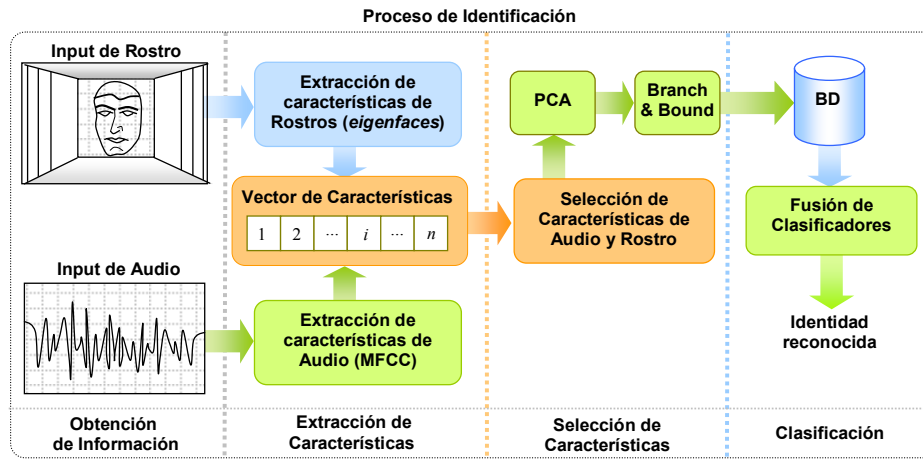 Proceso de Identificación
Input de Rostro
Input de Audio
Obtención
de Información
Extracción de
características de
Rostros (eigenfaces)
Vector de Características
1 2 ... i ... n
Extracción de
características de
Audio (MFCC)
Extracción de
Características
PCA
Branch
& Bound
Selección de
Características de
Audio y Rostro
Selección de
Características
BD
Fusión de
Clasificadores
Identidad
reconocida
Clasificación